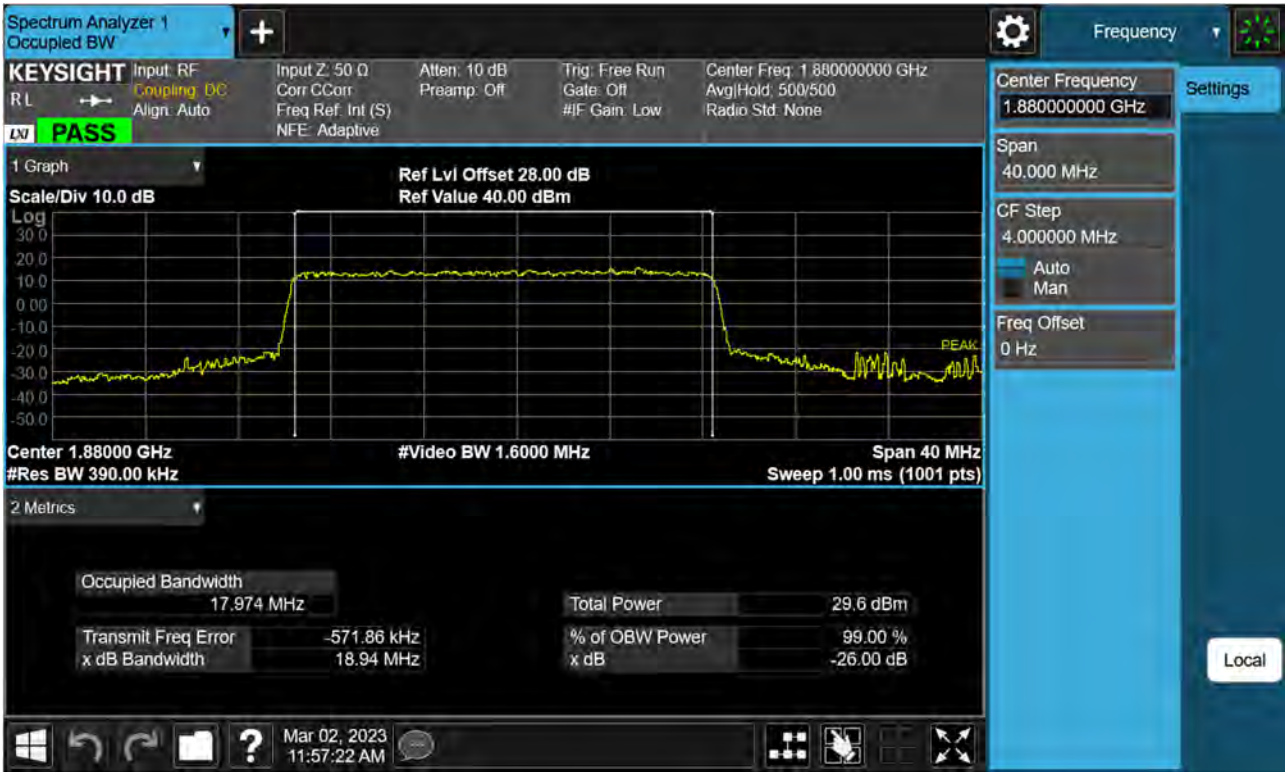 Spectrum Analyzer 1
Occupied BW
+
Frequency
KEYSIGHT
R L
LXI
PASS
Input: RF
Coupling: DC
Align: Auto
Input Z: 50 Ω
Corr CCorr
Freq Ref: Int (S)
NFE: Adaptive
Atten: 10 dB
Preamp: Off
Trig: Free Run
Gate: Off
#IF Gain: Low
Center Freq: 1.880000000 GHz
Avg|Hold: 500/500
Radio Std: None
Center Frequency
1.880000000 GHz
Settings
Span
40.000 MHz
CF Step
4.000000 MHz
Auto
Man
Freq Offset
0 Hz
Local
1 Graph
Scale/Div 10.0 dB
Ref Lvl Offset 28.00 dB
Ref Value 40.00 dBm
Log
30.0
20.0
10.0
0.00
-10.0
-20.0
-30.0
-40.0
-50.0
PEAK
Center 1.88000 GHz
#Video BW 1.6000 MHz
Span 40 MHz
#Res BW 390.00 kHz
Sweep 1.00 ms (1001 pts)
2 Metrics
Occupied Bandwidth
17.974 MHz
Total Power 29.6 dBm
Transmit Freq Error -571.86 kHz
% of OBW Power 99.00 %
x dB Bandwidth 18.94 MHz
x dB -26.00 dB
?
Mar 02, 2023
11:57:22 AM